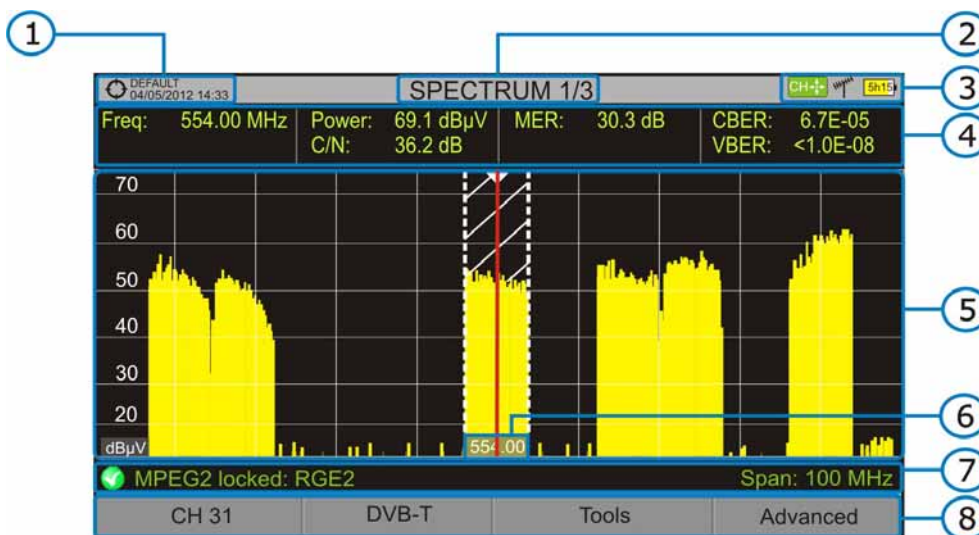 1
2
3
DEFAULT
04/05/2012 14:33
SPECTRUM 1/3
CH
5h15
4
Freq: 554.00 MHz Power: 69.1 dBµV MER: 30.3 dB CBER: 6.7E-05
C/N: 36.2 dB VBER: <1.0E-08
70
60
50
40
30
20
dBµV
554.00
5
6
MPEG2 locked: RGE2 Span: 100 MHz
7
CH 31 DVB-T Tools Advanced
8